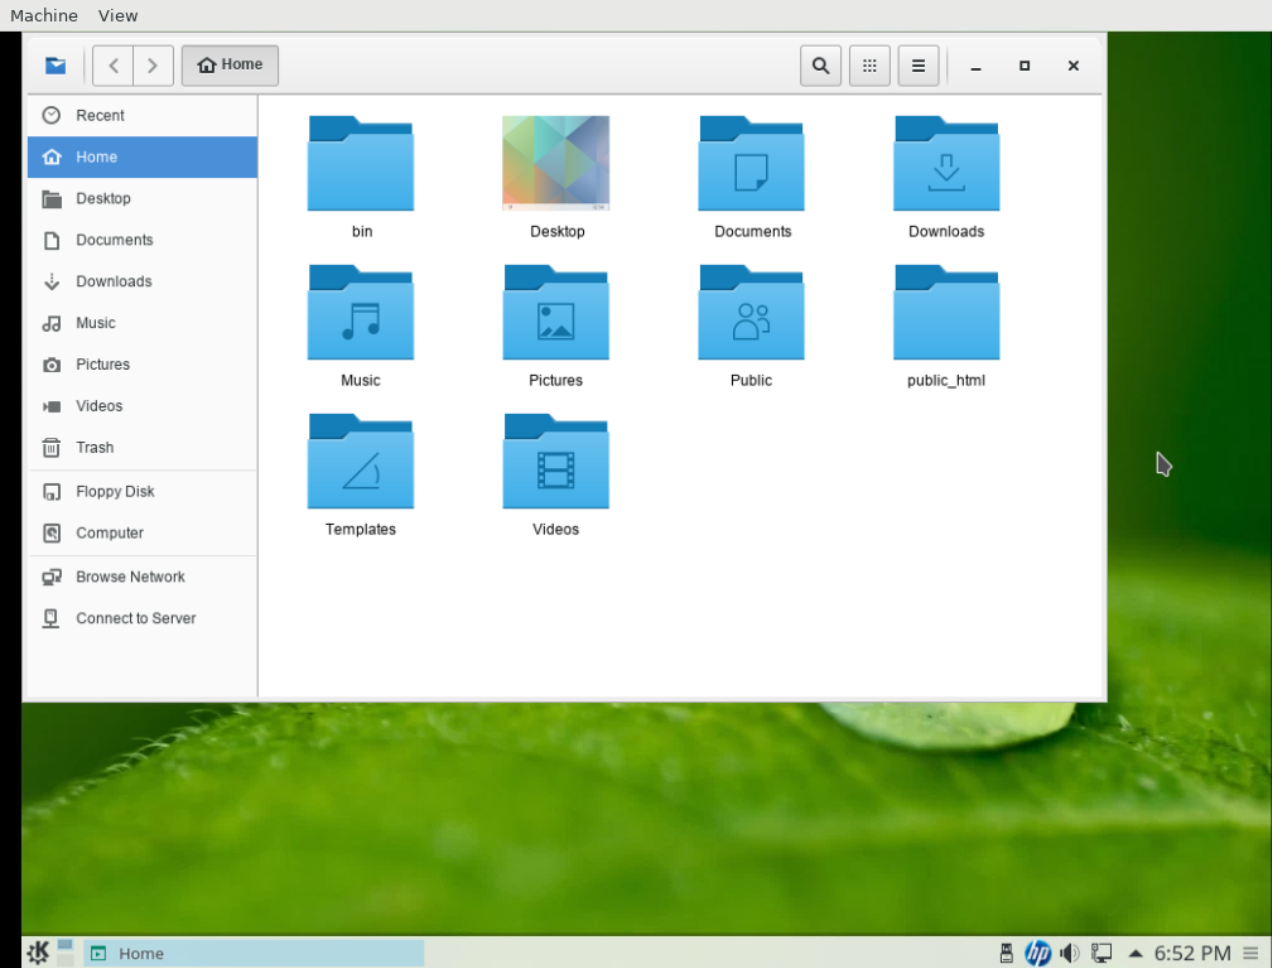 Machine View
Home
Recent
Home
Desktop
Documents
Downloads
Music
Pictures
Videos
Trash
Floppy Disk
Computer
Browse Network
Connect to Server
bin Desktop Documents Downloads
Music Pictures Public public_html
Templates Videos
Home hp 6:52 PM